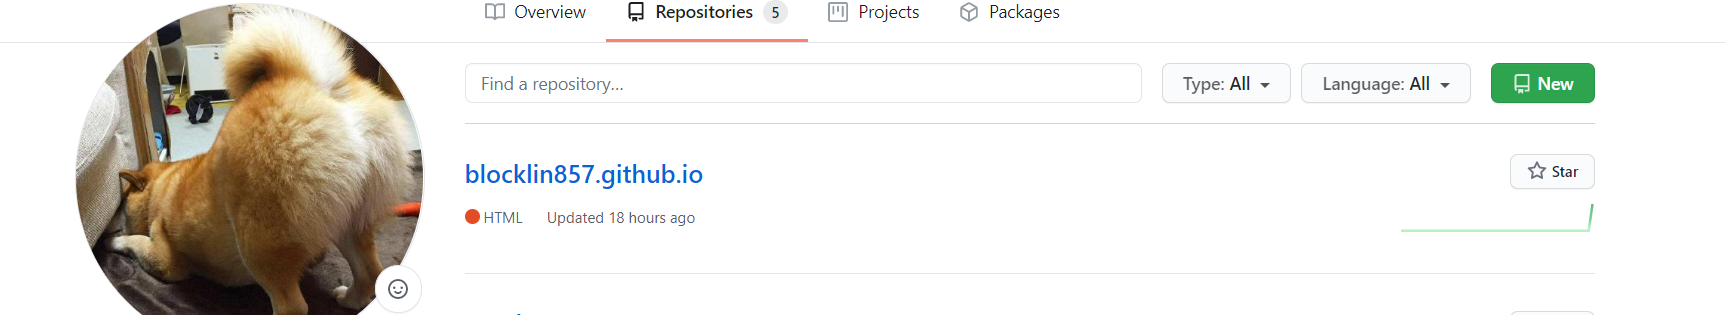 Overview Repositories 5 Projects Packages
Find a repository... Type: All Language: All New
blocklin857.github.io Star
HTML Updated 18 hours ago